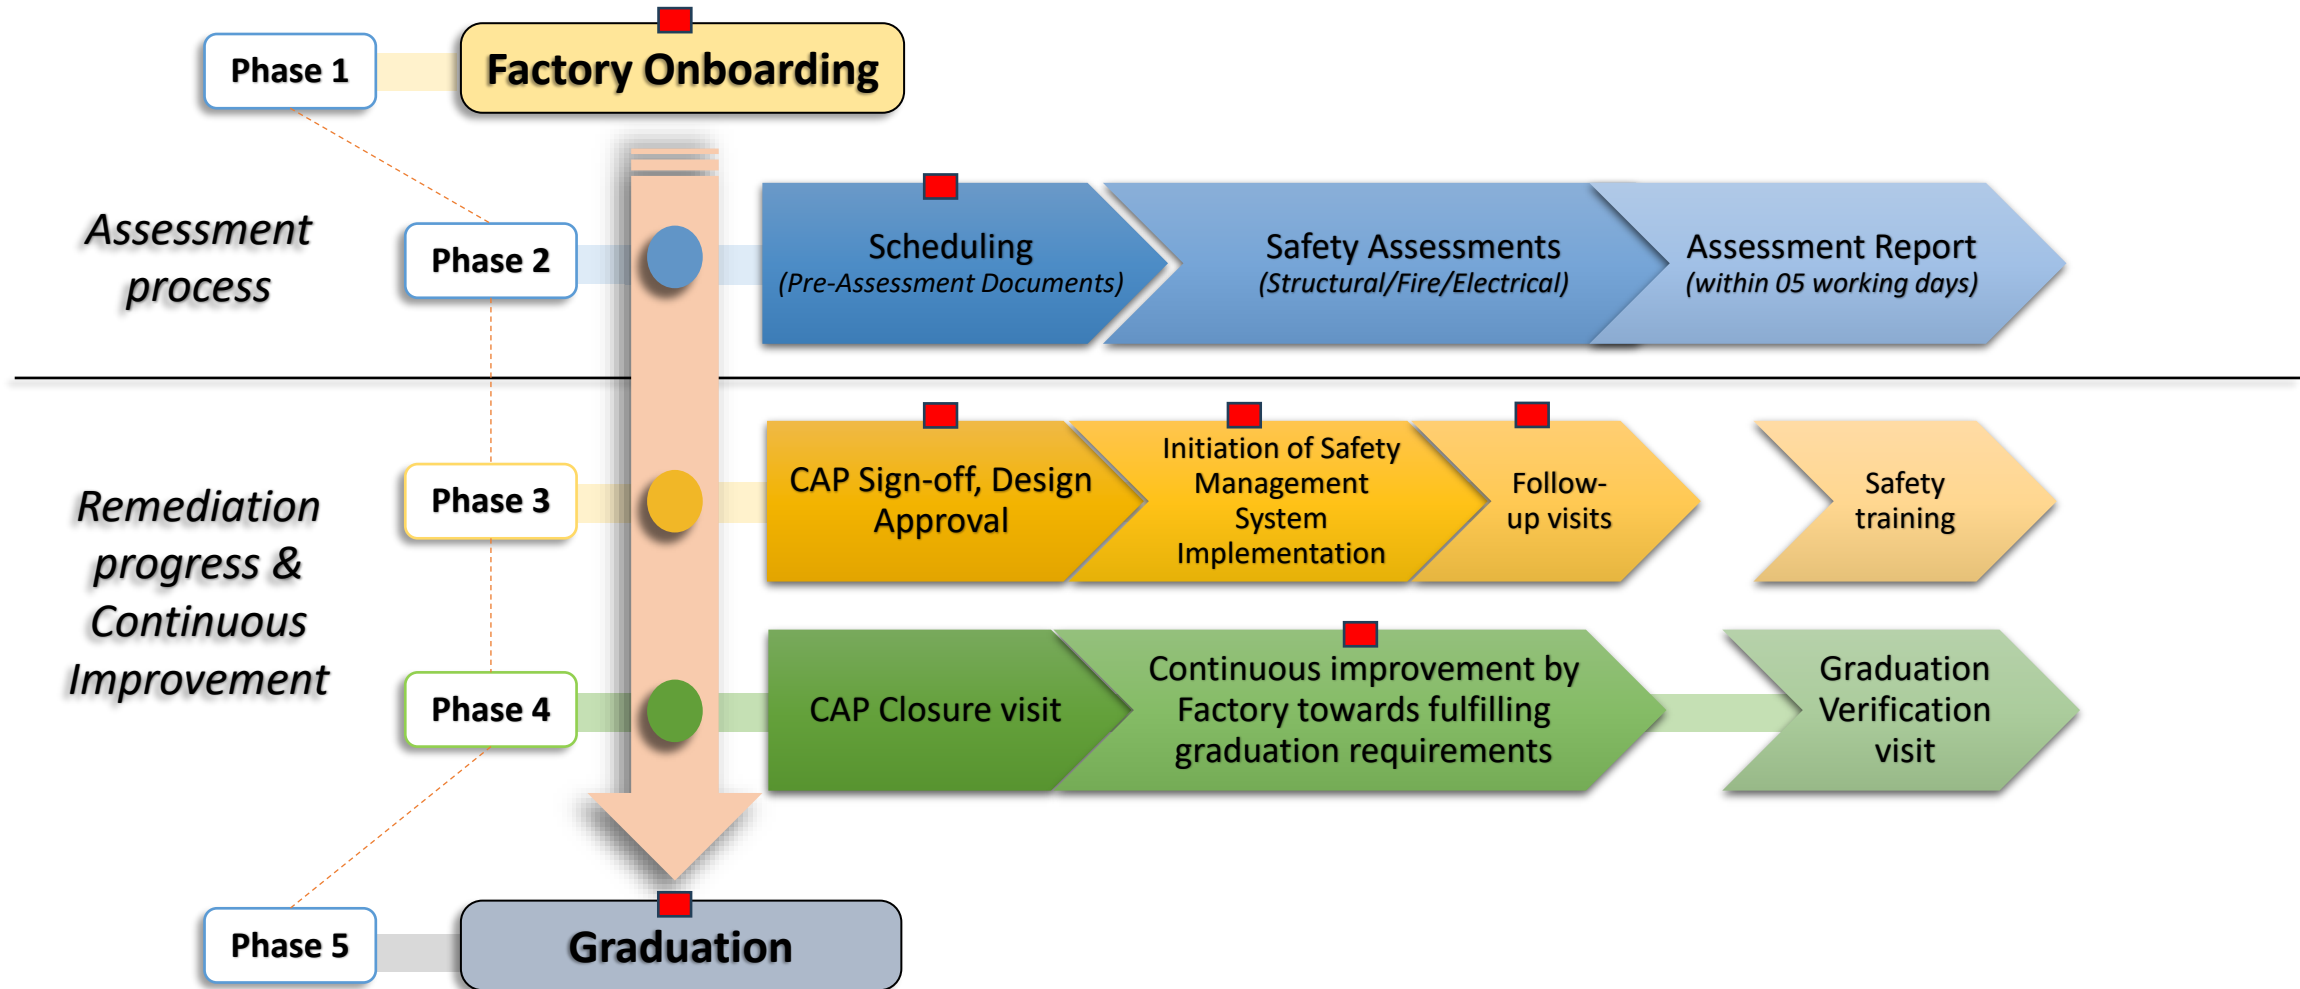 Phase 1
Factory Onboarding
Assessment
process
Phase 2
Scheduling
(Pre-Assessment Documents)
Safety Assessments
(Structural/Fire/Electrical)
Assessment Report
(within 05 working days)
Remediation
progress &
Continuous
Improvement
Phase 3
CAP Sign-off, Design
Approval
Initiation of Safety
Management
System
Implementation
Follow-
up visits
Safety
training
Phase 4
CAP Closure visit
Continuous improvement by
Factory towards fulfilling
graduation requirements
Graduation
Verification
visit
Phase 5
Graduation